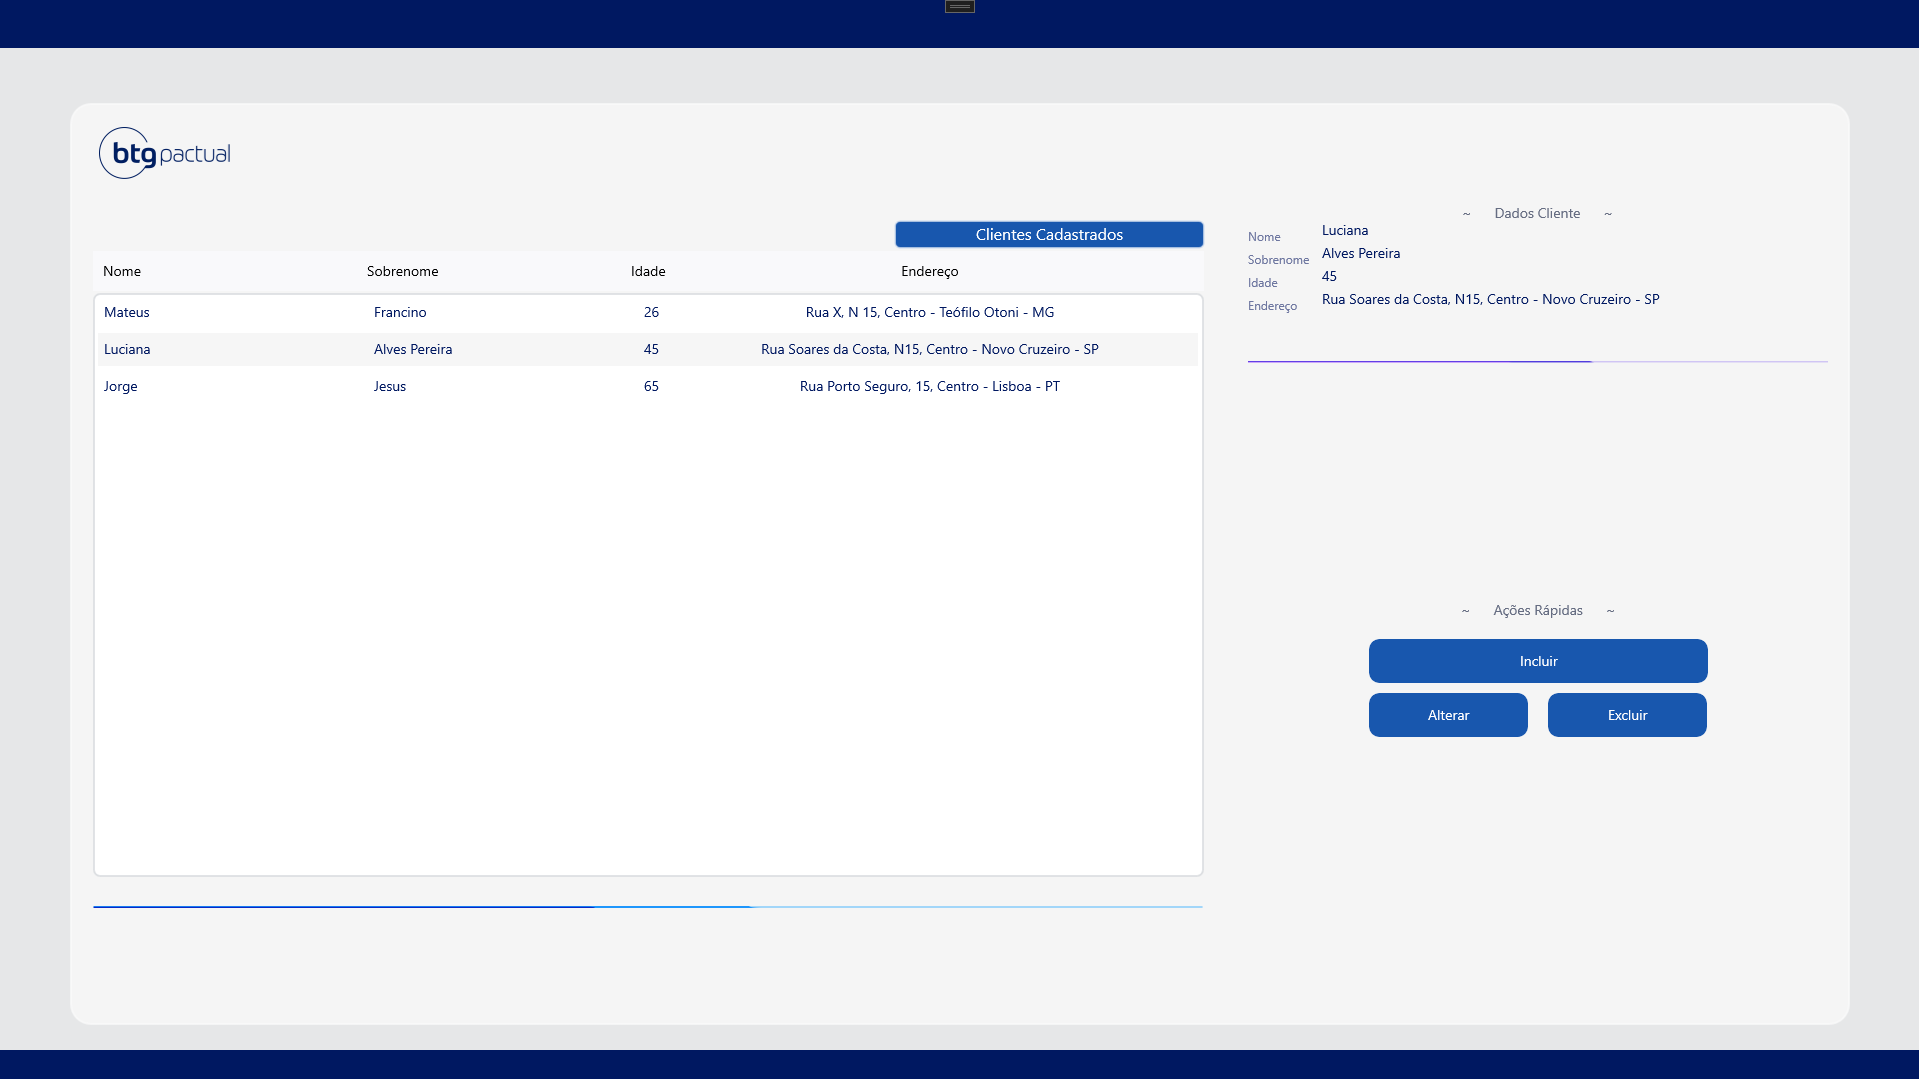 btg pactual
Clientes Cadastrados
Nome Sobrenome Idade Endereço
Mateus Francino 26 Rua X, N 15, Centro - Teófilo Otoni - MG
Luciana Alves Pereira 45 Rua Soares da Costa, N15, Centro - Novo Cruzeiro - SP
Jorge Jesus 65 Rua Porto Seguro, 15, Centro - Lisboa - PT
~ Dados Cliente ~
Nome Luciana
Sobrenome Alves Pereira
Idade 45
Endereço Rua Soares da Costa, N15, Centro - Novo Cruzeiro - SP
~ Ações Rápidas ~
Incluir
Alterar Excluir